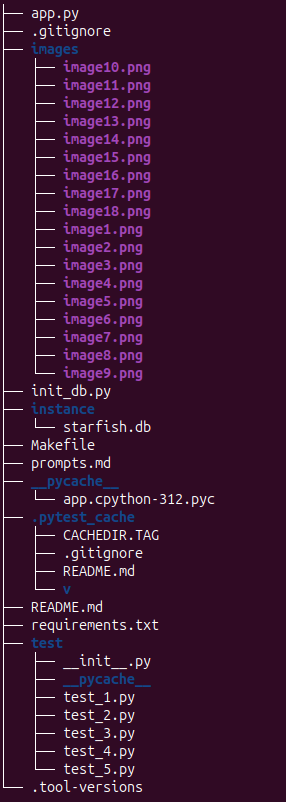 app.py
.gitignore
images
image10.png
image11.png
image12.png
image13.png
image14.png
image15.png
image16.png
image17.png
image18.png
image1.png
image2.png
image3.png
image4.png
image5.png
image6.png
image7.png
image8.png
image9.png
init_db.py
instance
starfish.db
Makefile
prompts.md
__pycache__
app.cpython-312.pyc
.pytest_cache
CACHEDIR.TAG
.gitignore
README.md
v
README.md
requirements.txt
test
__init__.py
__pycache__
test_1.py
test_2.py
test_3.py
test_4.py
test_5.py
.tool-versions